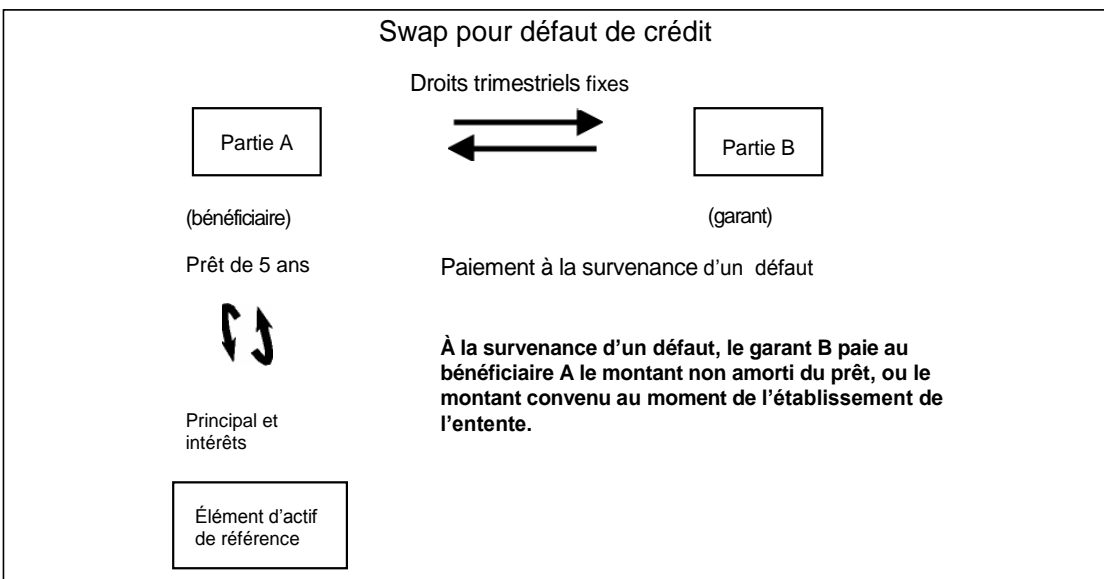 Swap pour défaut de crédit
Droits trimestriels fixes
Partie A
Partie B
(bénéficiaire)
(garant)
Prêt de 5 ans
Paiement à la survenance d'un défaut
À la survenance d'un défaut, le garant B paie au
bénéficiaire A le montant non amorti du prêt, ou le
montant convenu au moment de l'établissement de
l'entente.
Principal et
intérêts
Élément d'actif
de référence